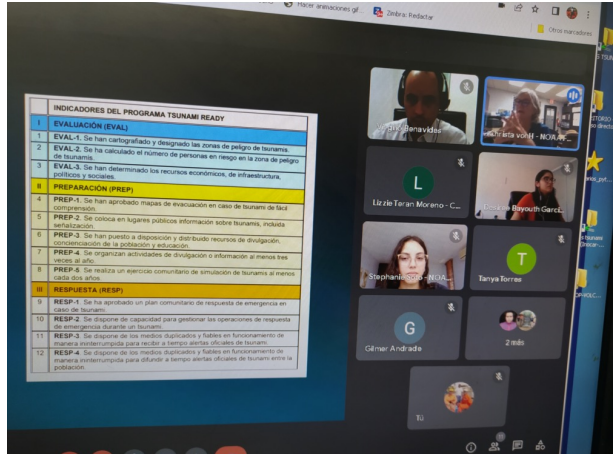 Hacer animaciones gif...
Zimbra: Redactar
Otros marcadores
INDICADORES DEL PROGRAMA TSUNAMI READY
I EVALUACIÓN (EVAL)
1 EVAL-1. Se han cartografiado y designado las zonas de peligro de tsunamis.
2 EVAL-2. Se ha calculado el número de personas en riesgo en la zona de peligro
de tsunamis.
3 EVAL-3. Se han determinado los recursos económicos, de infraestructura,
políticos y sociales.
II PREPARACIÓN (PREP)
4 PREP-1. Se han aprobado mapas de evacuación en caso de tsunami de fácil
comprensión.
5 PREP-2. Se coloca en lugares públicos información sobre tsunamis, incluida
señalización.
6 PREP-3. Se han puesto a disposición y distribuido recursos de divulgación,
concienciación de la población y educación.
7 PREP-4. Se organizan actividades de divulgación o información al menos tres
veces al año.
8 PREP-5. Se realiza un ejercicio comunitario de simulación de tsunamis al menos
cada dos años.
III RESPUESTA (RESP)
9 RESP-1. Se ha aprobado un plan comunitario de respuesta de emergencia en
caso de tsunami.
10 RESP-2. Se dispone de capacidad para gestionar las operaciones de respuesta
de emergencia durante un tsunami.
11 RESP-3. Se dispone de los medios duplicados y fiables en funcionamiento de
manera ininterrumpida para recibir a tiempo alertas oficiales de tsunami.
12 RESP-4. Se dispone de los medios duplicados y fiables en funcionamiento de
manera ininterrumpida para difundir a tiempo alertas oficiales de tsunami entre la
población.
Benavides
Christa vonH - NOAA
L
Lizzie Teran Moreno - C...
Bayouth Garcí...
Stephanie - NOA...
T
Tanya Torres
G
Gilmer Andrade
2 más
Tú